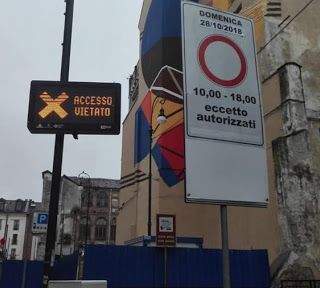 DOMENICA
28/10/2018
10,00 - 18,00
eccetto
autorizzati
ACCESSO
VIETATO
P